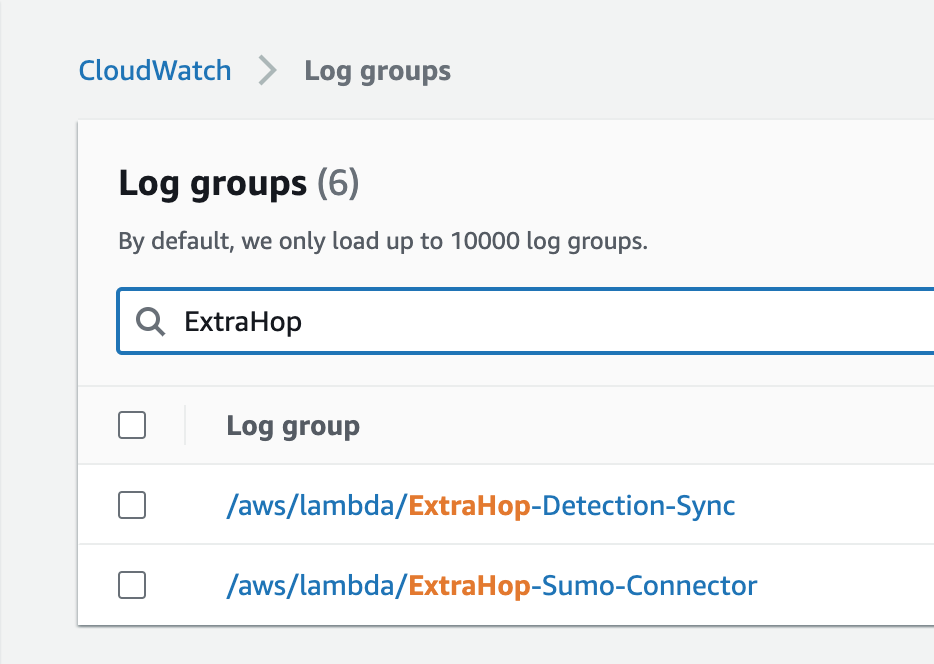 CloudWatch > Log groups
Log groups (6)
By default, we only load up to 10000 log groups.
ExtraHop
Log group
/aws/lambda/ExtraHop-Detection-Sync
/aws/lambda/ExtraHop-Sumo-Connector